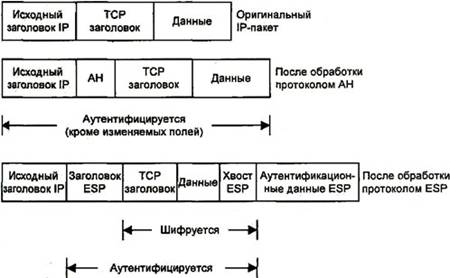 Исходный заголовок IP
TCP заголовок
Данные
Оригинальный IP-пакет
Исходный заголовок IP
АН
TCP заголовок
Данные
После обработки протоколом АН
Аутентифицируется
(кроме изменяемых полей)
Исходный заголовок IP
Заголовок ESP
TCP заголовок
Данные
Хвост ESP
Аутентификацион-
ные данные ESP
После обработки протоколом ESP
Шифруется
Аутентифицируется